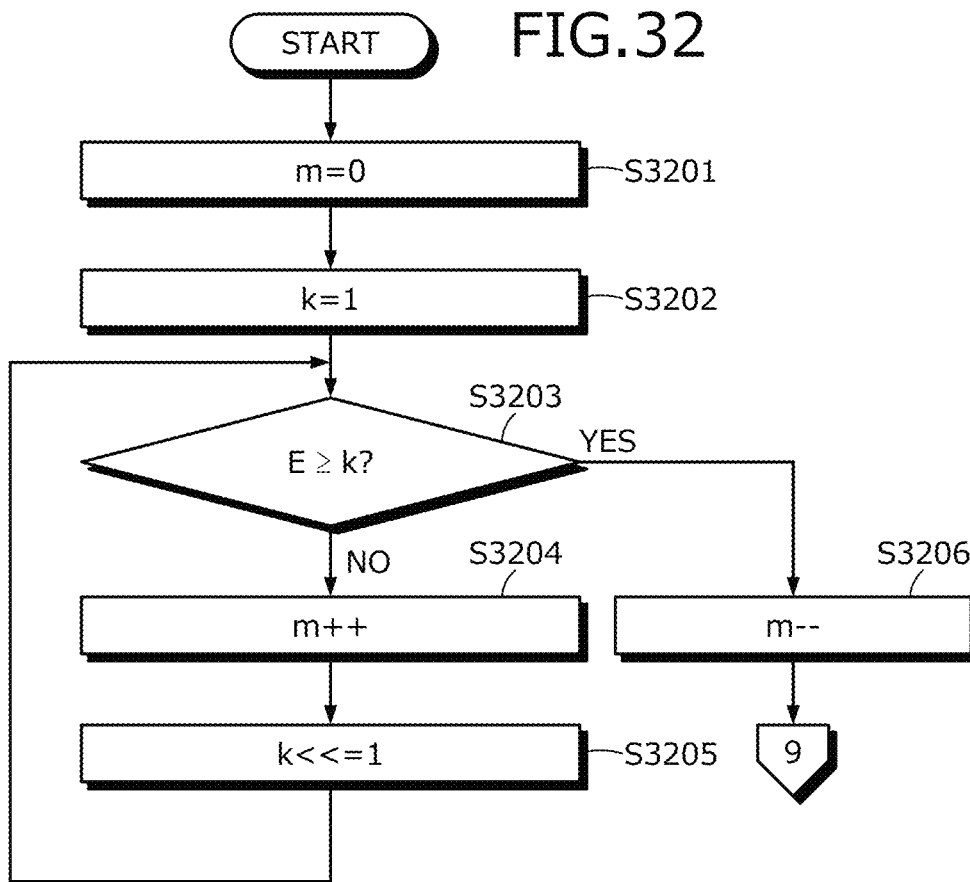 FIG.32
START
m=0
S3201
k=1
S3202
S3203
E ≧ k?
YES
NO
S3204
m++
S3206
m--
k<<=1
S3205
9